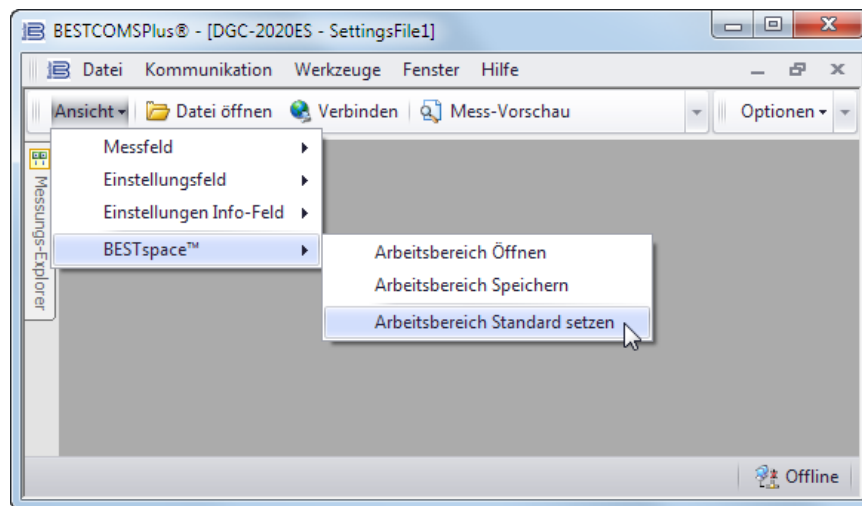 BESTCOMSPlus® - [DGC-2020ES - SettingsFile1]
Datei Kommunikation Werkzeuge Fenster Hilfe
Ansicht Datei öffnen Verbinden Mess-Vorschau Optionen
Messfeld
Einstellungsfeld
Einstellungen Info-Feld
BESTspace™
Arbeitsbereich Öffnen
Arbeitsbereich Speichern
Arbeitsbereich Standard setzen
Messungs-Explorer
Offline